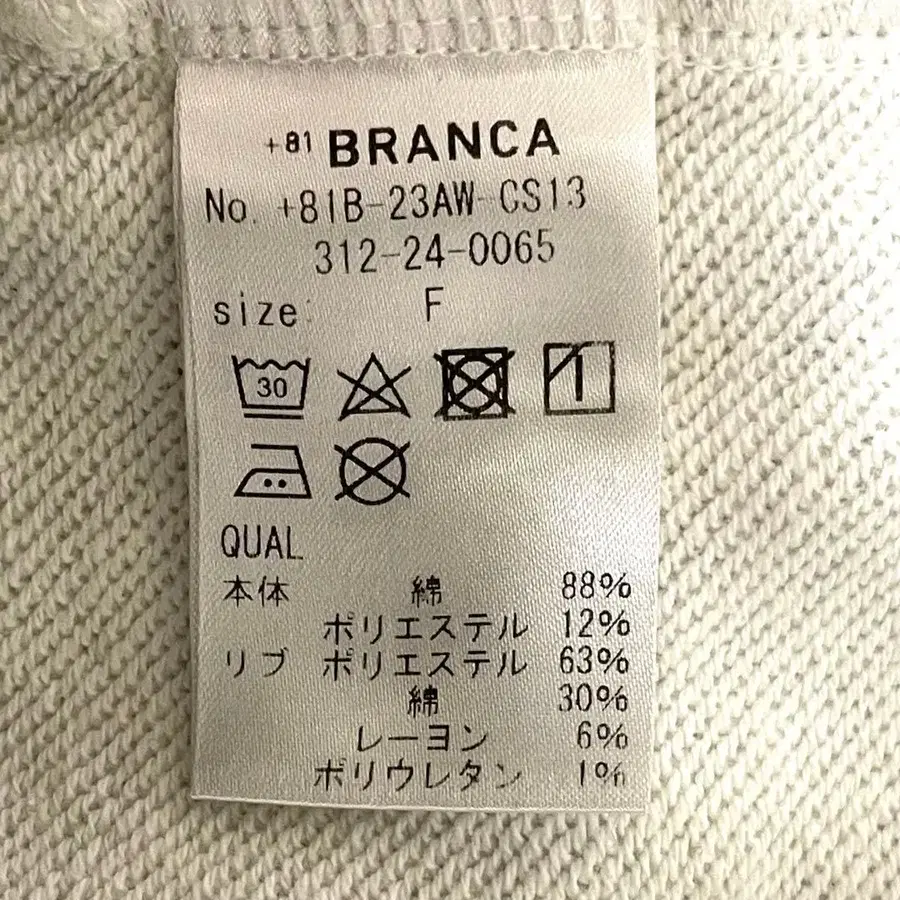 +81 BRANCA
No. +81B-23AW-CS13
312-24-0065
size: F
30
QUAL
本体 綿 88%
ポリエステル 12%
リブ ポリエステル 63%
綿 30%
レーヨン 6%
ポリウレタン 1%